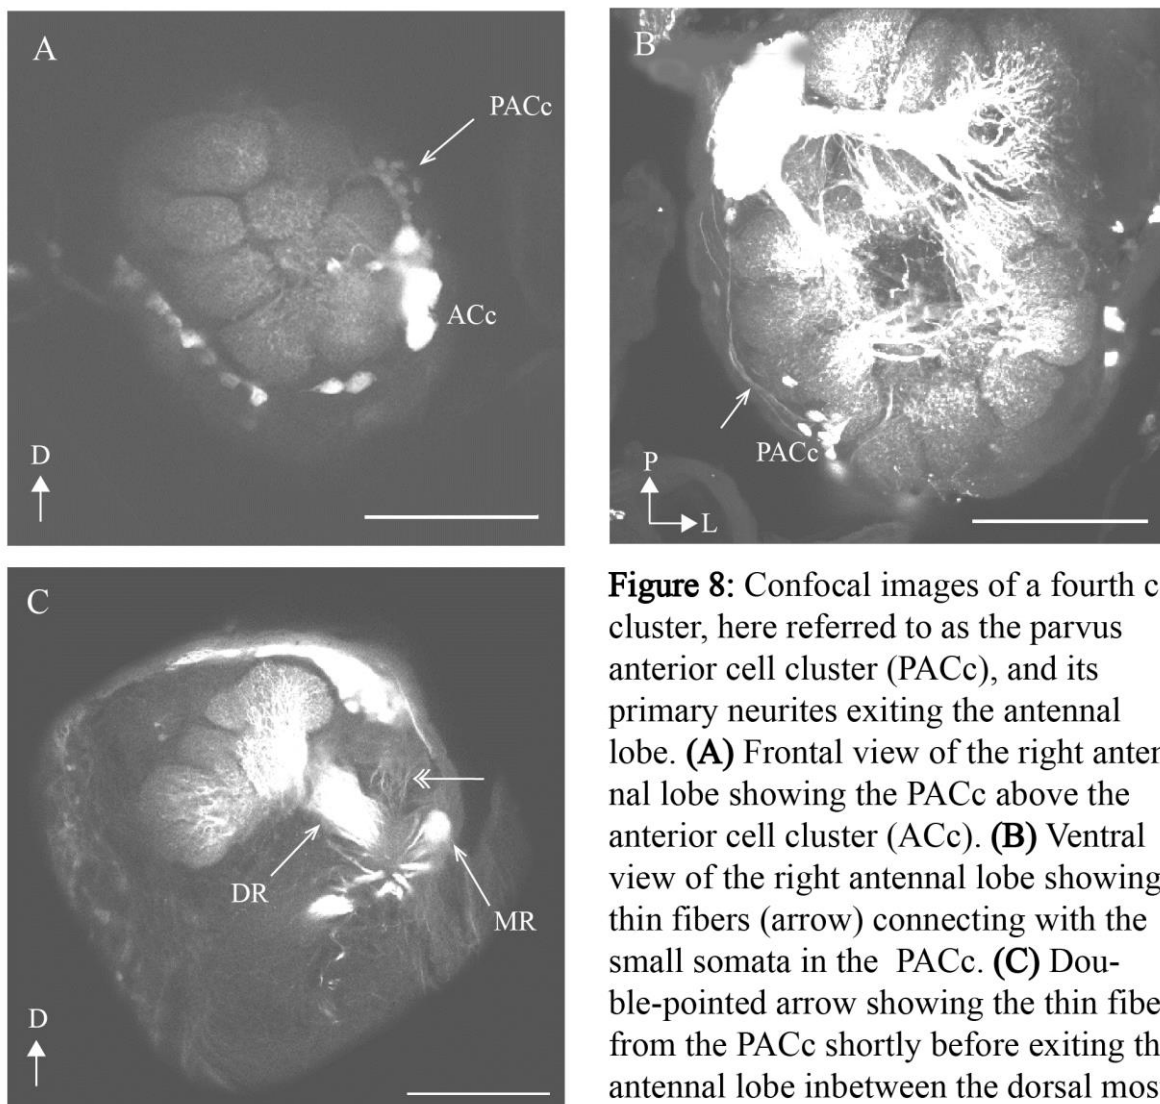 A
PACc
ACc
D
B
PACc
P
L
C
DR
MR
D
Figure 8: Confocal images of a fourth c
cluster, here referred to as the parvus
anterior cell cluster (PACc), and its
primary neurites exiting the antennal
lobe. (A) Frontal view of the right anten
nal lobe showing the PACc above the
anterior cell cluster (ACc). (B) Ventral
view of the right antennal lobe showing
thin fibers (arrow) connecting with the
small somata in the PACc. (C) Dou-
ble-pointed arrow showing the thin fibe
from the PACc shortly before exiting th
antennal lobe inbetween the dorsal mos